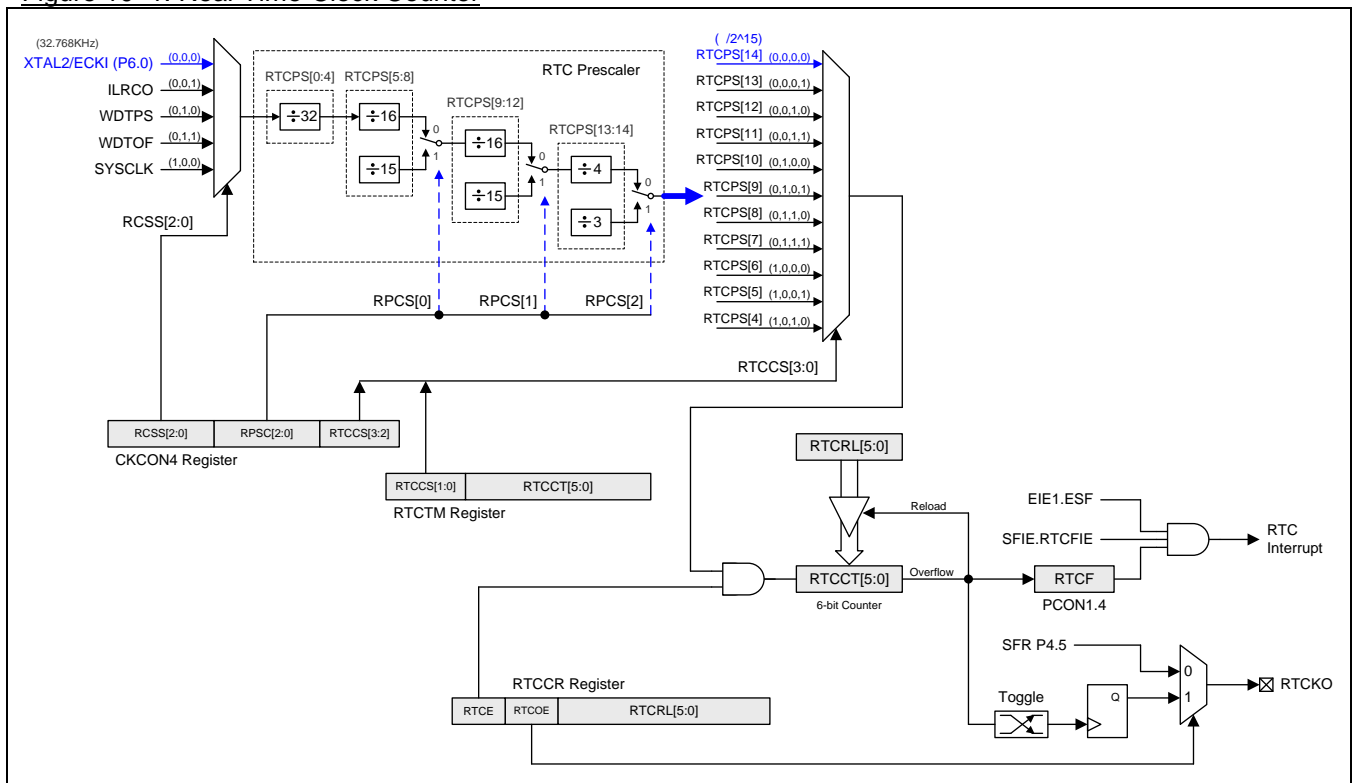 (32.768KHz)
XTAL2/ECKI (P6.0) (0,0,0)
ILRCO (0,0,1)
WDTPS (0,1,0)
WDTOF (0,1,1)
SYSCLK (1,0,0)
RCSS[2:0]
RTC Prescaler
RTCPS[0:4]
÷32
RTCPS[5:8]
÷16
÷15
0
1
RTCPS[9:12]
÷16
÷15
0
1
RTCPS[13:14]
÷4
÷3
0
1
RPCS[0]
RPCS[1]
RPCS[2]
( /2^15)
RTCPS[14] (0,0,0,0)
RTCPS[13] (0,0,0,1)
RTCPS[12] (0,0,1,0)
RTCPS[11] (0,0,1,1)
RTCPS[10] (0,1,0,0)
RTCPS[9] (0,1,0,1)
RTCPS[8] (0,1,1,0)
RTCPS[7] (0,1,1,1)
RTCPS[6] (1,0,0,0)
RTCPS[5] (1,0,0,1)
RTCPS[4] (1,0,1,0)
RTCCS[3:0]
RCSS[2:0] RPSC[2:0] RTCCS[3:2]
CKCON4 Register
RTCCS[1:0] RTCCT[5:0]
RTCTM Register
RTCRL[5:0]
Reload
RTCCT[5:0]
Overflow
6-bit Counter
EIE1.ESF
SFIE.RTCFIE
RTCF
PCON1.4
RTC
Interrupt
SFR P4.5
Toggle
Q
0
1
RTCKO
RTCCR Register
RTCE RTCOE RTCRL[5:0]